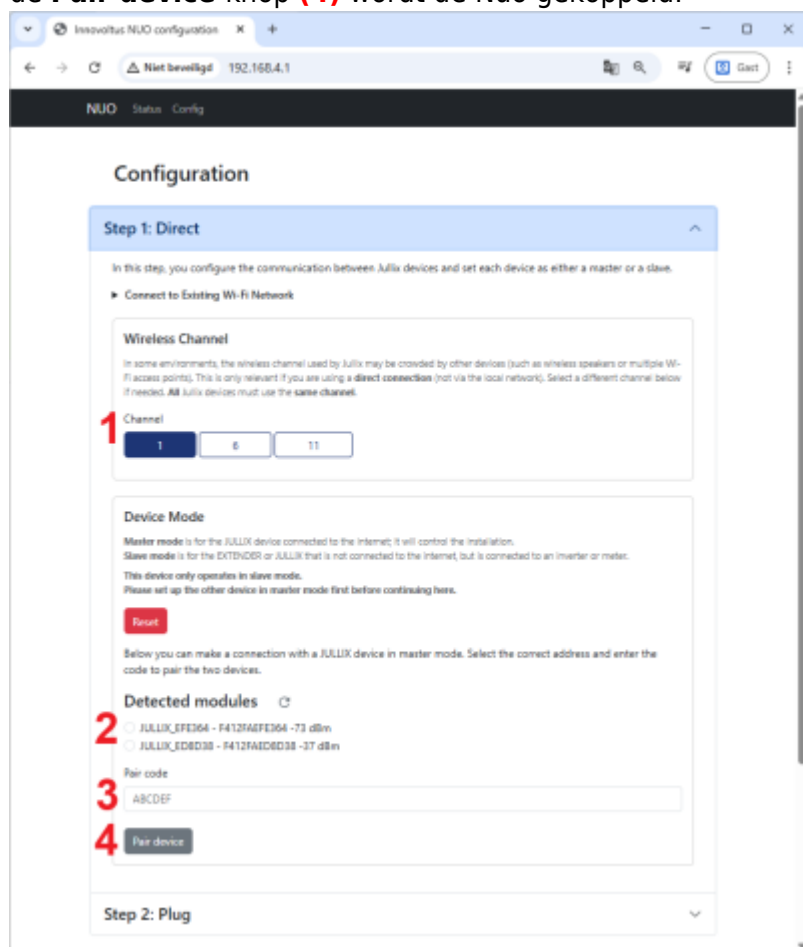 de Pair device knop (4) wordt de Nuo gekoppeld.
Innovoltus NUO configuration
Niet beveiligd 192.168.4.1
Gast
NUO Status Config
Configuration
Step 1: Direct
In this step, you configure the communication between Jullix devices and set each device as either a master or a slave.
Connect to Existing Wi-Fi Network
Wireless Channel
In some environments, the wireless channel used by Jullix may be crowded by other devices (such as wireless speakers or multiple Wi-
Fi access points). This is only relevant if you are using a direct connection (not via the local network). Select a different channel below
if needed. All Jullix devices must use the same channel.
Channel
1
1 6 11
Device Mode
Master mode is for the JULLIX device connected to the internet; it will control the installation.
Slave mode is for the EXTENDER or JULLIX that is not connected to the internet, but is connected to an inverter or meter.
This device only operates in slave mode.
Please set up the other device in master mode first before continuing here.
Reset
Below you can make a connection with a JULLIX device in master mode. Select the correct address and enter the
code to pair the two devices.
Detected modules
2
JULLIX_EFE364 - F412FAEFE364 -73 dBm
JULLIX_ED8D38 - F412FAED8D38 -37 dBm
Pair code
3
ABCDEF
4
Pair device
Step 2: Plug